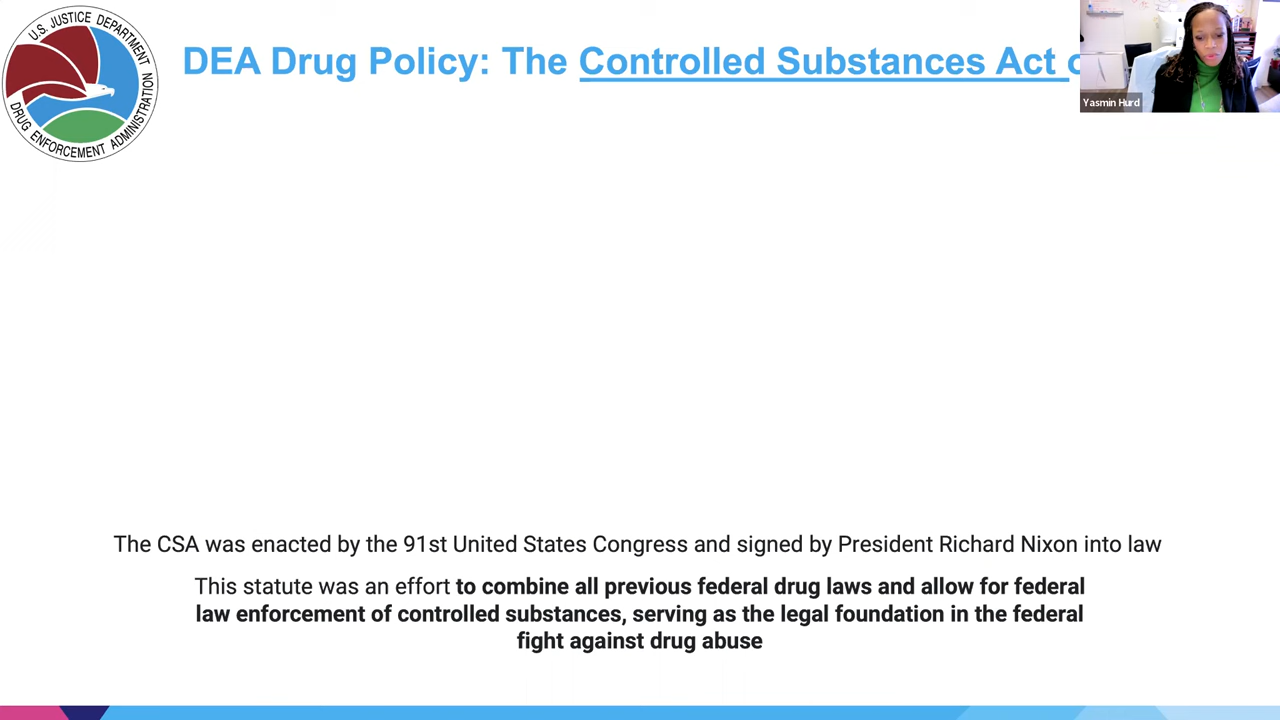 U.S. JUSTICE DEPARTMENT
DRUG ENFORCEMENT ADMINISTRATION
DEA Drug Policy: The Controlled Substances Act
Yasmin Hurd
The CSA was enacted by the 91st United States Congress and signed by President Richard Nixon into law
This statute was an effort to combine all previous federal drug laws and allow for federal
law enforcement of controlled substances, serving as the legal foundation in the federal
fight against drug abuse